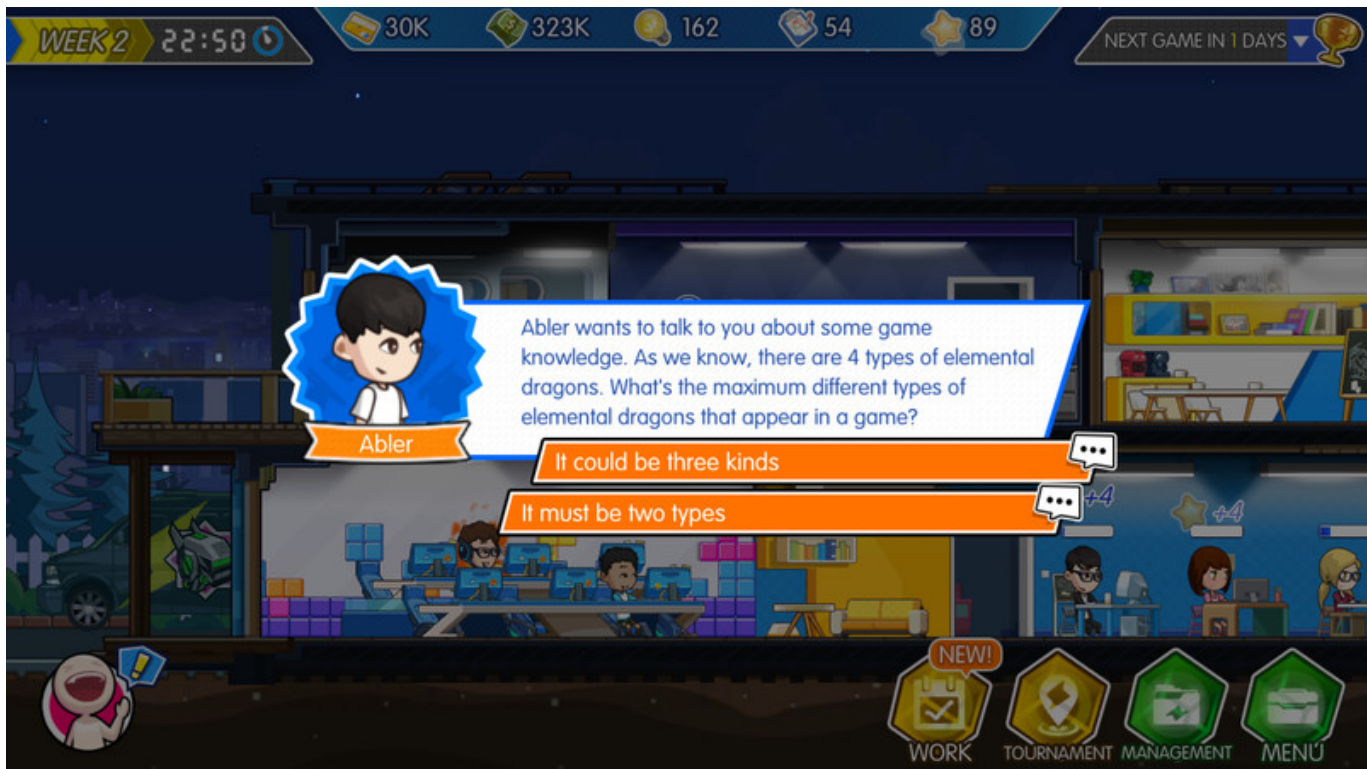 WEEK 2
22:50
30K
323K
162
54
89
NEXT GAME IN 1 DAYS
Abler wants to talk to you about some game
knowledge. As we know, there are 4 types of elemental
dragons. What's the maximum different types of
elemental dragons that appear in a game?
Abler
It could be three kinds
It must be two types
+4
+4
NEW!
WORK
TOURNAMENT
MANAGEMENT
MENU